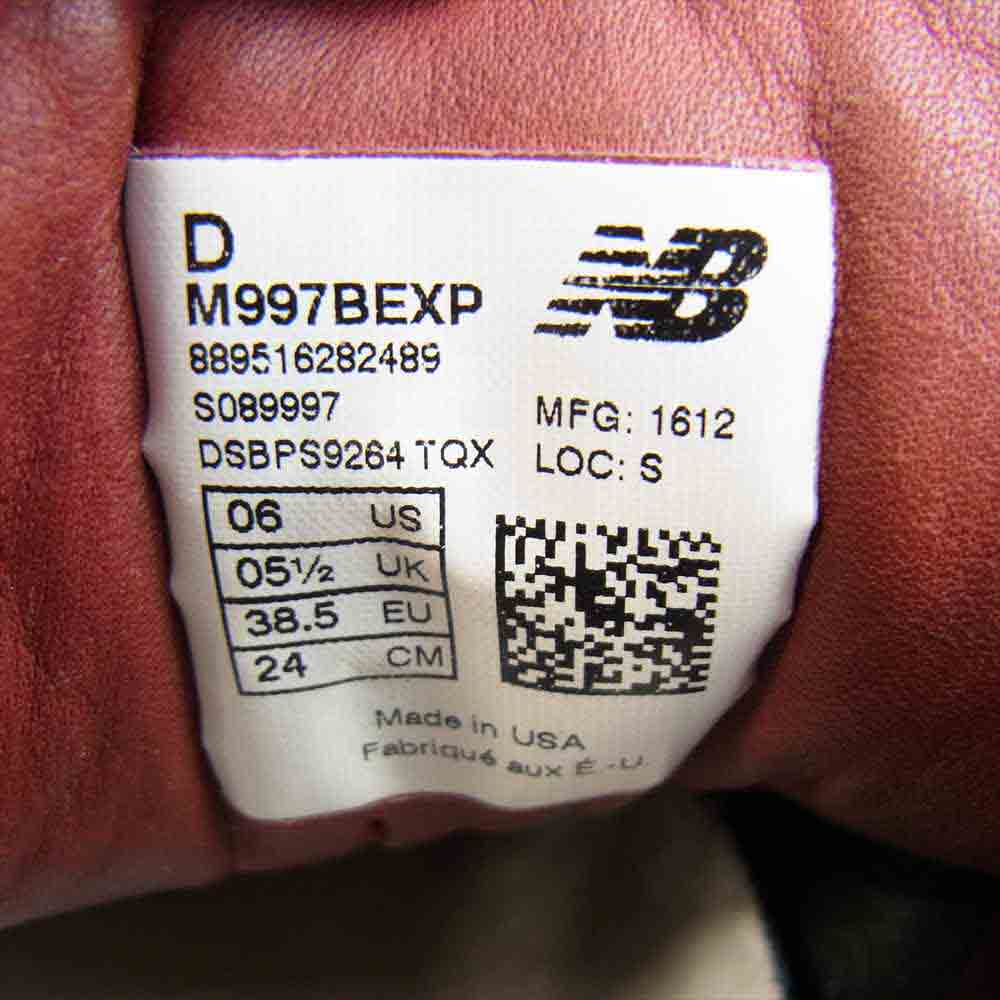 D
NB
M997BEXP
889516282489
S089997
MFG: 1612
DSBPS9264 TQX
LOC: S
06 US
05½ UK
38.5 EU
24 CM
Made in USA
Fabriqué aux É.-U.